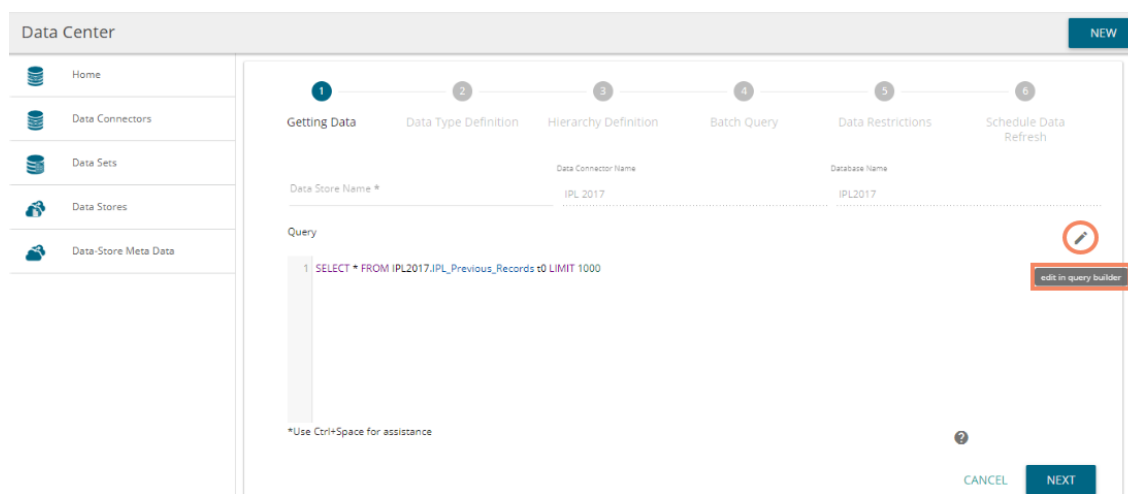 Data Center
NEW
Home
Data Connectors
Data Sets
Data Stores
Data-Store Meta Data
1 2 3 4 5 6
Getting Data Data Type Definition Hierarchy Definition Batch Query Data Restrictions Schedule Data
Refresh
Data Connector Name Database Name
Data Store Name * IPL 2017 IPL2017
Query
edit in query builder
1 SELECT * FROM IPL2017.IPL_Previous_Records t0 LIMIT 1000
*Use Ctrl+Space for assistance ?
CANCEL NEXT